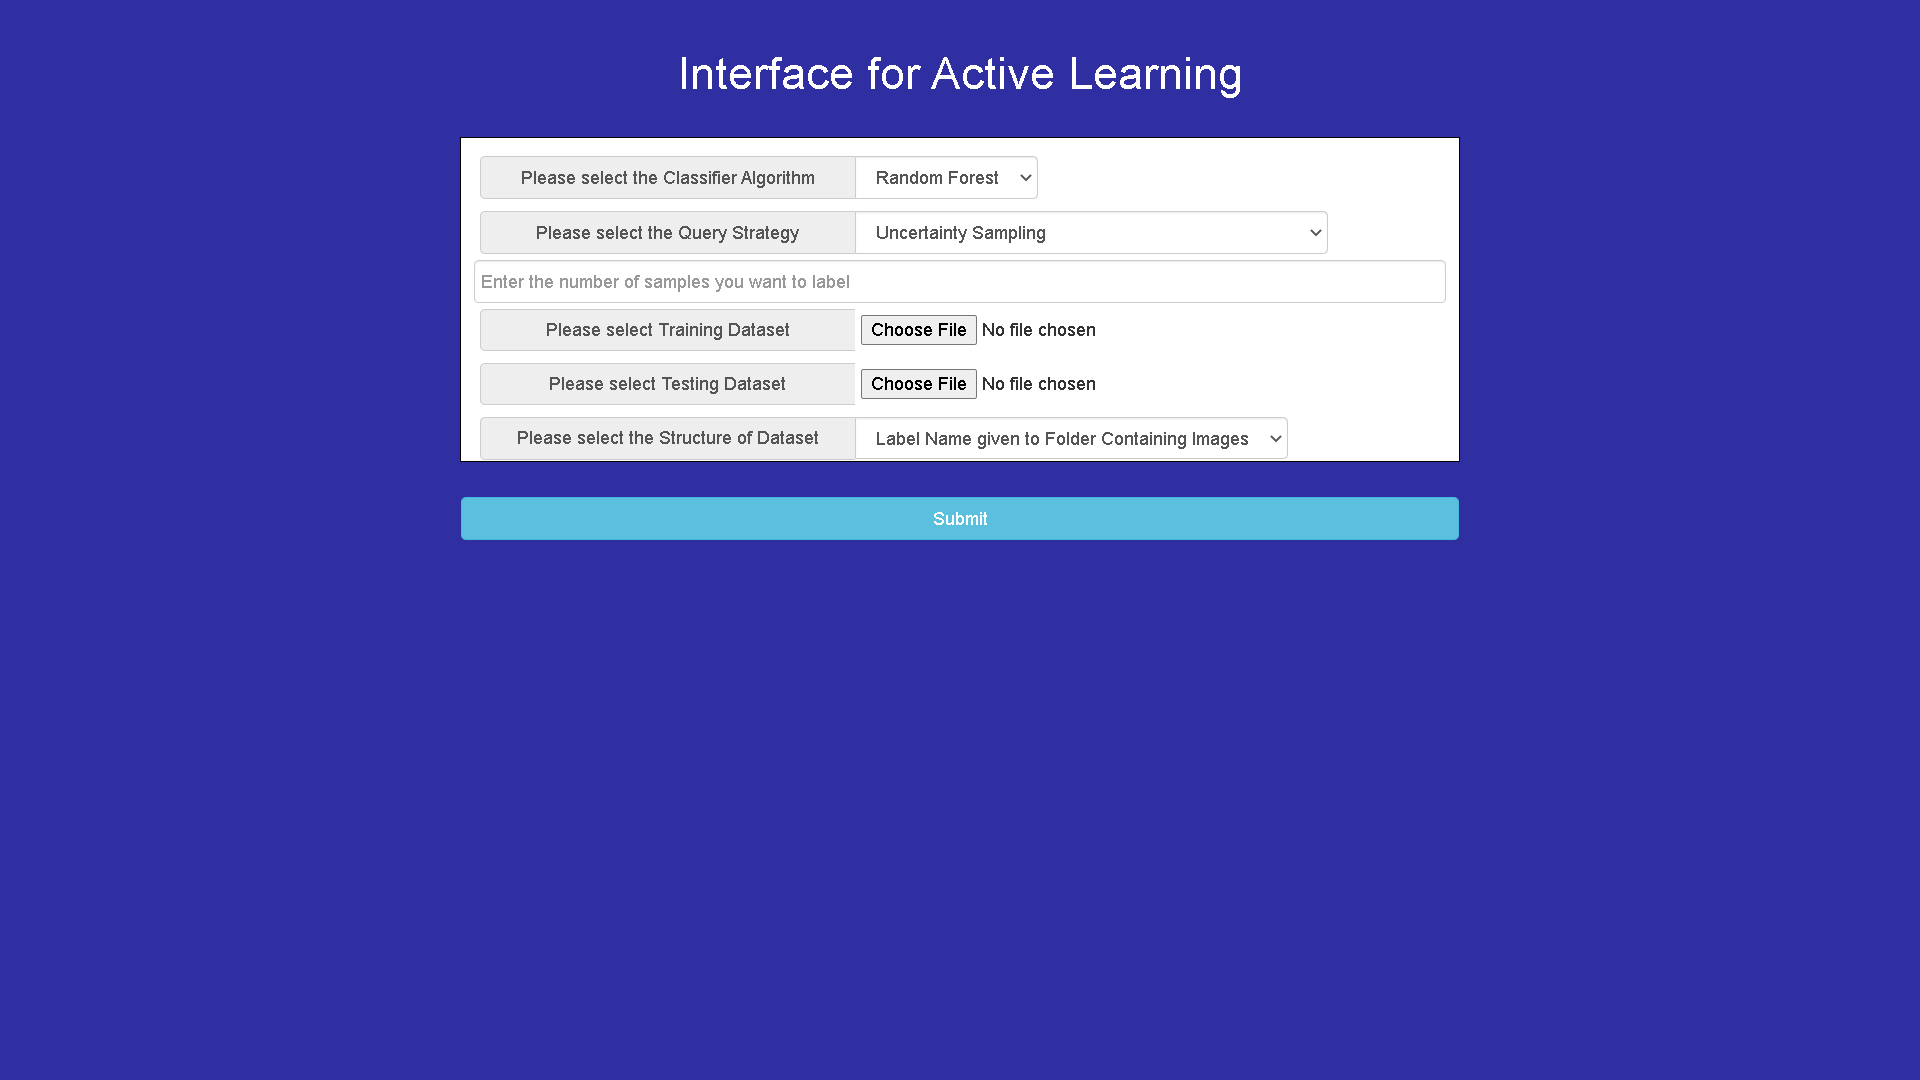 Interface for Active Learning
Please select the Classifier Algorithm Random Forest
Please select the Query Strategy Uncertainty Sampling
Enter the number of samples you want to label
Please select Training Dataset Choose File No file chosen
Please select Testing Dataset Choose File No file chosen
Please select the Structure of Dataset Label Name given to Folder Containing Images
Submit